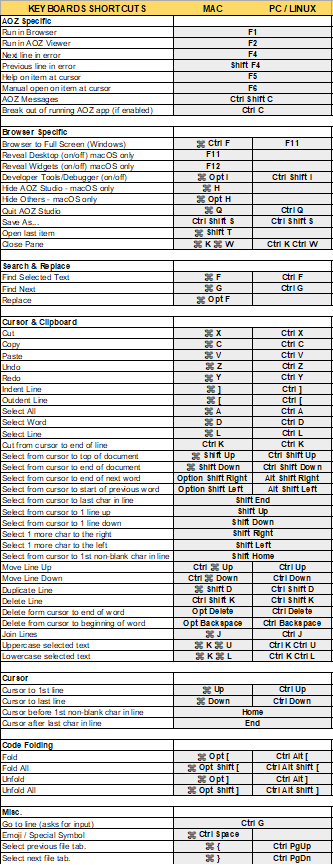 KEYBOARDS SHORTCUTS MAC PC / LINUX
AOZ Specific
Run in Browser F1
Run in AOZ Viewer F2
Next line in error F4
Previous line in error Shift F4
Help on item at cursor F5
Manual open on item at cursor F6
AOZ Messages Ctrl Shift C
Break out of running AOZ app (if enabled) Ctrl C
Browser Specific
Browser to Full Screen (Windows) ⌘ Ctrl F F11
Reveal Desktop (on/off) macOS only F11
Reveal Widgets (on/off) macOS only F12
Developer Tools/Debugger (on/off) ⌘ Opt I Ctrl Shift I
Hide AOZ Studio - macOS only ⌘ H
Hide Others - macOS only ⌘ Opt H
Quit AOZ Studio ⌘ Q Ctrl Q
Save As... Ctrl Shift S Ctrl Shift S
Open last item ⌘ Shift T
Close Pane ⌘ K ⌘ W Ctrl K Ctrl W
Search & Replace
Find Selected Text ⌘ F Ctrl F
Find Next ⌘ G Ctrl G
Replace ⌘ Opt F
Cursor & Clipboard
Cut ⌘ X Ctrl X
Copy ⌘ C Ctrl C
Paste ⌘ V Ctrl V
Undo ⌘ Z Ctrl Z
Redo ⌘ Y Ctrl Y
Indent Line ⌘ ] Ctrl ]
Outdent Line ⌘ [ Ctrl [
Select All ⌘ A Ctrl A
Select Word ⌘ D Ctrl D
Select Line ⌘ L Ctrl L
Cut from cursor to end of line Ctrl K Ctrl K
Select from cursor to top of document ⌘ Shift Up Ctrl Shift Up
Select from cursor to end of document ⌘ Shift Down Ctrl Shift Down
Select from cursor to end of next word Option Shift Right Alt Shift Right
Select from cursor to start of previous word Option Shift Left Alt Shift Left
Select from cursor to last char in line Shift End
Select from cursor to 1 line up Shift Up
Select from cursor to 1 line down Shift Down
Select 1 more char to the right Shift Right
Select 1 more char to the left Shift Left
Select from cursor to 1st non-blank char in line Shift Home
Move Line Up Ctrl ⌘ Up Ctrl Up
Move Line Down Ctrl ⌘ Down Ctrl Down
Duplicate Line ⌘ Shift D Ctrl Shift D
Delete Line Ctrl Shift K Ctrl Shift K
Delete form cursor to end of word Opt Delete Ctrl Delete
Delete from cursor to beginning of word Opt Backspace Ctrl Backspace
Join Lines ⌘ J Ctrl J
Uppercase selected text ⌘ K ⌘ U Ctrl K Ctrl U
Lowercase selected text ⌘ K ⌘ L Ctrl K Ctrl L
Cursor
Cursor to 1st line ⌘ Up Ctrl Up
Cursor to last line ⌘ Down Ctrl Down
Cursor before 1st non-blank char in line Home
Cursor after last char in line End
Code Folding
Fold ⌘ Opt [ Ctrl Alt [
Fold All ⌘ Opt Shift [ Ctrl Alt Shift [
Unfold ⌘ Opt ] Ctrl Alt ]
Unfold All ⌘ Opt Shift ] Ctrl Alt Shift ]
Misc.
Go to line (asks for input) Ctrl G
Emoji / Special Symbol ⌘ Ctrl Space
Select previous file tab. ⌘ { Ctrl PgUp
Select next file tab. ⌘ } Ctrl PgDn